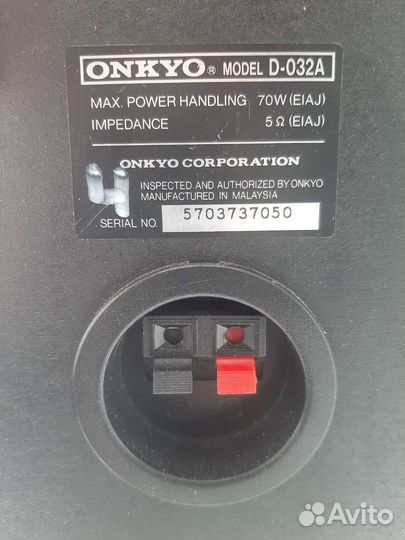 ONKYO® MODEL D-032A
MAX. POWER HANDLING 70W (EIAJ)
IMPEDANCE 5Ω (EIAJ)
ONKYO CORPORATION
4
INSPECTED AND AUTHORIZED BY ONKYO
MANUFACTURED IN MALAYSIA
SERIAL NO. 5703737050
Avito